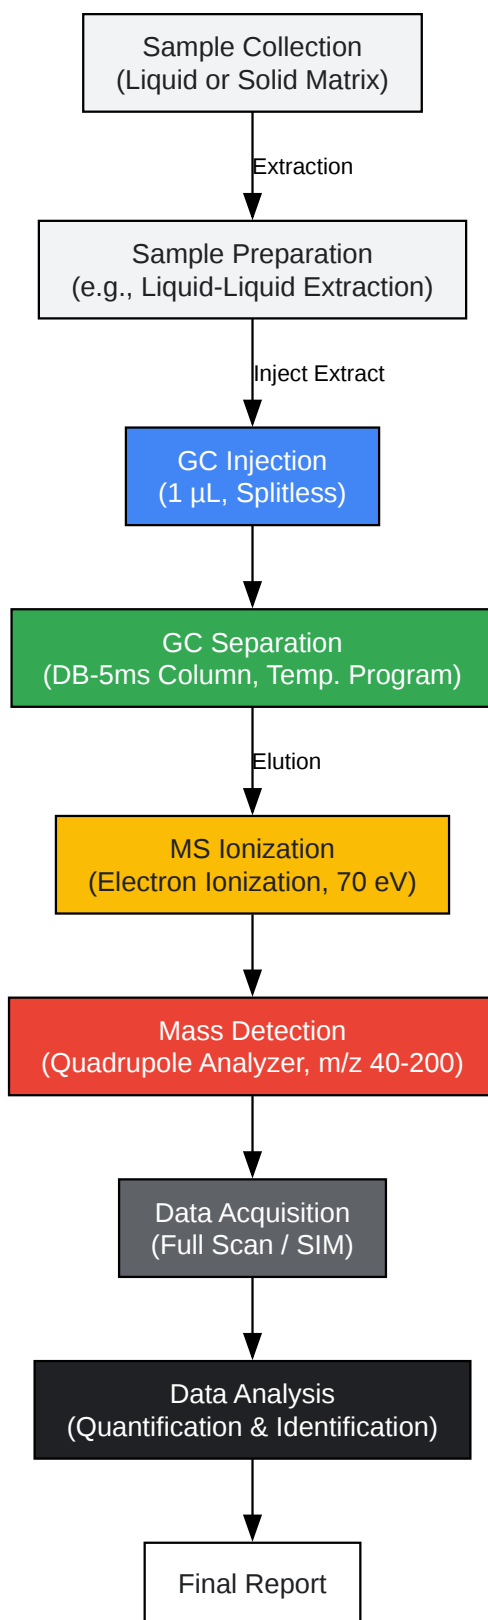 Sample Collection
(Liquid or Solid Matrix)
Extraction
Sample Preparation
(e.g., Liquid-Liquid Extraction)
Inject Extract
GC Injection
(1 µL, Splitless)
GC Separation
(DB-5ms Column, Temp. Program)
Elution
MS Ionization
(Electron Ionization, 70 eV)
Mass Detection
(Quadrupole Analyzer, m/z 40-200)
Data Acquisition
(Full Scan / SIM)
Data Analysis
(Quantification & Identification)
Final Report